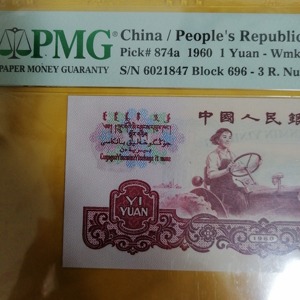 PMG
PAPER MONEY GUARANTY
China / People's Republic
Pick# 874a 1960 1 Yuan - Wmk
S/N 6021847 Block 696 - 3 R. Nu
中国人民銀
YI
YUAN
1960